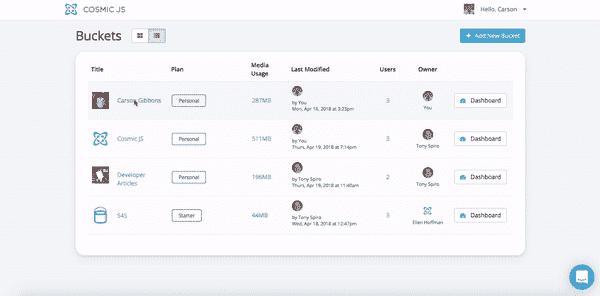 COSMIC JS
Hello, Carson
Buckets
+ Add New Bucket
Title Plan Media Usage Last Modified Users Owner
Carson Gibbons Personal 287MB by You Mon, Apr 16, 2018 at 3:23pm 3 You Dashboard
Cosmic JS Personal 511MB by You Thurs, Apr 19, 2018 at 7:14pm 3 Tony Spiro Dashboard
Developer Articles Personal 196MB by Tony Spiro Thurs, Apr 19, 2018 at 11:40am 2 Tony Spiro Dashboard
S4S Starter 44MB by Tony Spiro Wed, Apr 18, 2018 at 12:47pm 3 Ellen Hoffman Dashboard